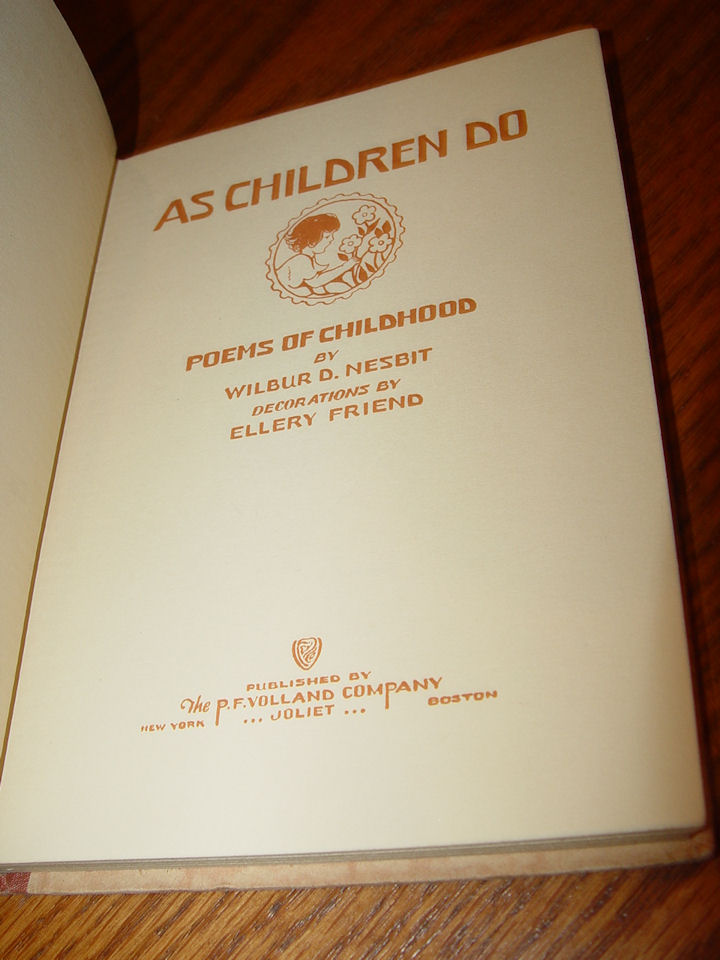 AS CHILDREN DO
POEMS OF CHILDHOOD
BY
WILBUR D. NESBIT
DECORATIONS BY
ELLERY FRIEND
PUBLISHED BY
The P.F. VOLLAND COMPANY
NEW YORK ... JOLIET ... BOSTON